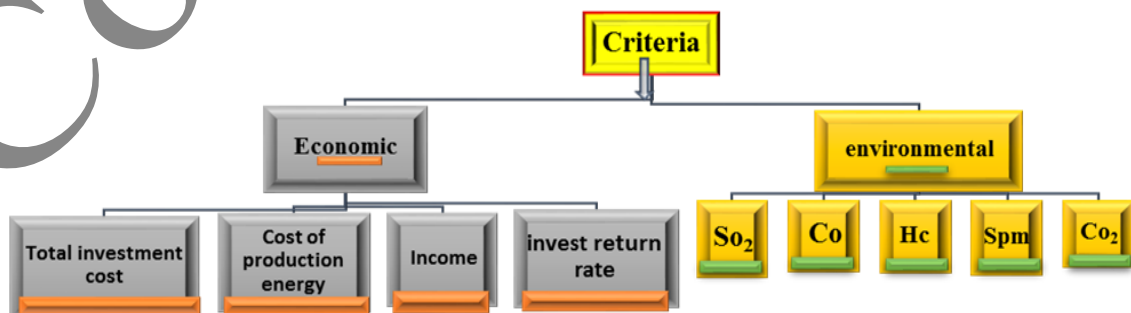 Criteria
Economic
environmental
Total investment
cost
Cost of
production
energy
Income
invest return
rate
So₂
Co
Hc
Spm
Co₂